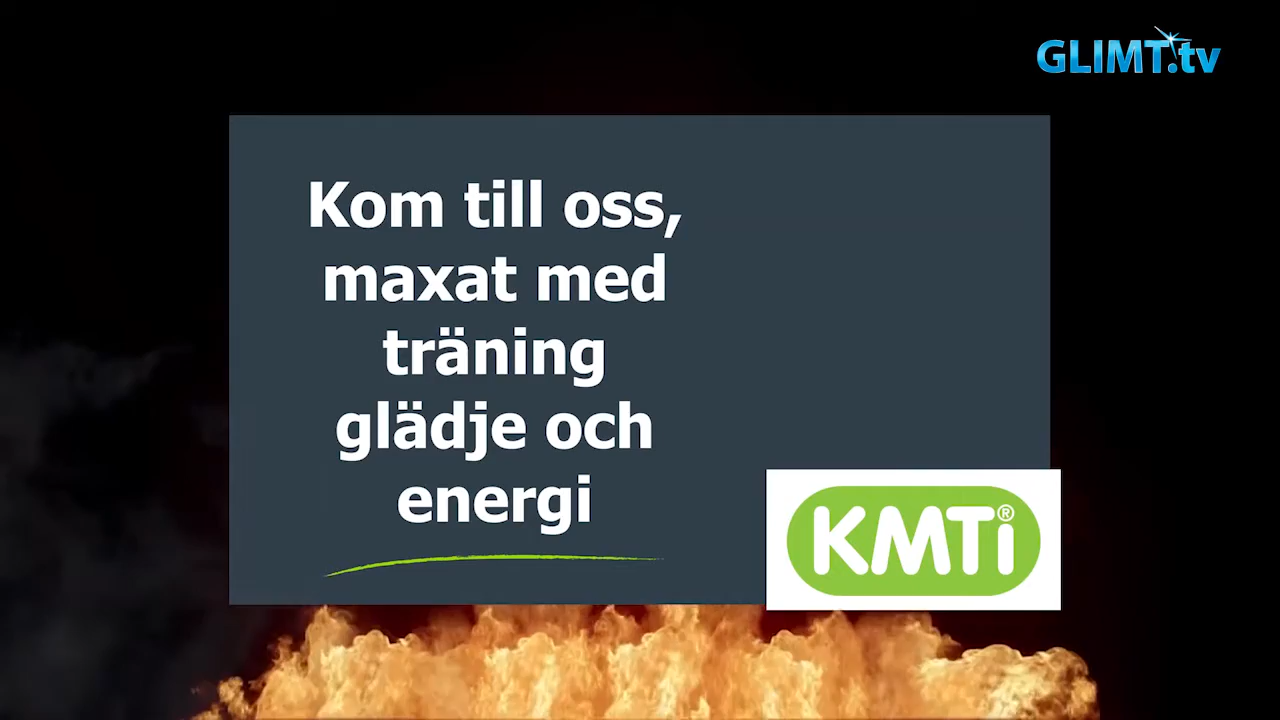 GLIMT.tv
Kom till oss,
maxat med
träning
glädje och
energi
KMTi®